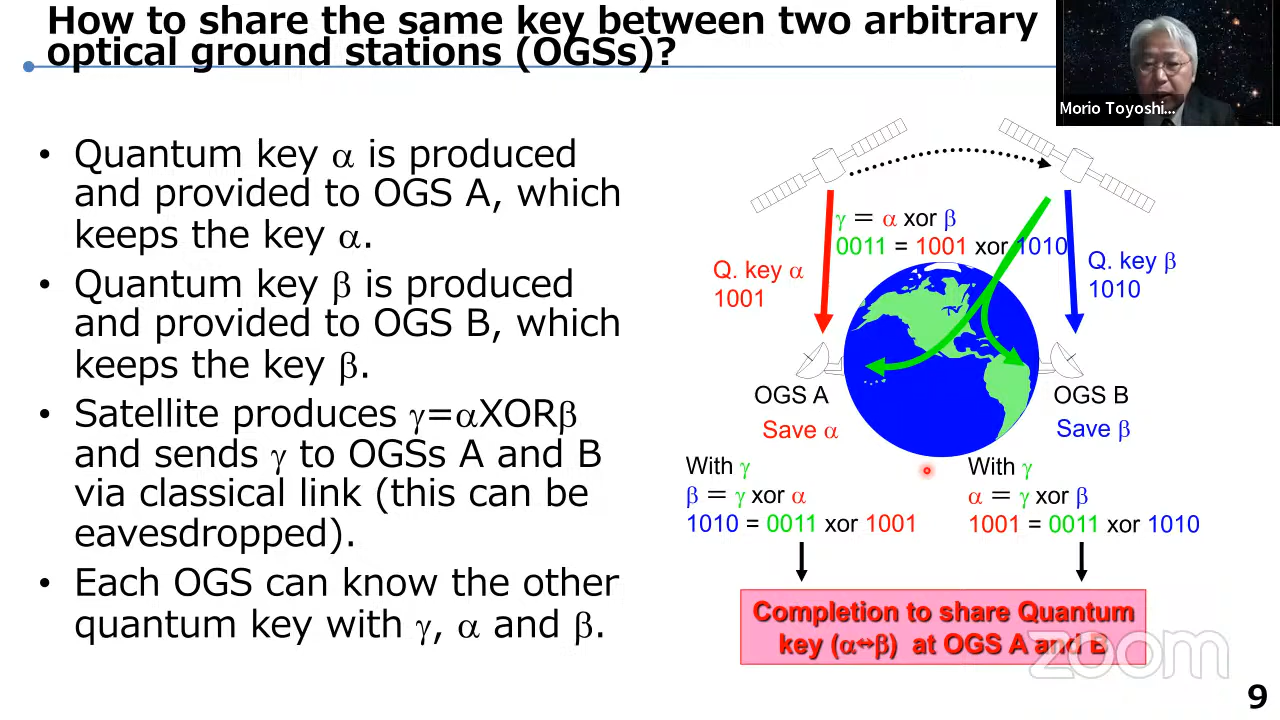 How to share the same key between two arbitrary
optical ground stations (OGSs)?
Morio Toyoshi...
• Quantum key α is produced
and provided to OGS A, which
keeps the key α.
• Quantum key β is produced
and provided to OGS B, which
keeps the key β.
• Satellite produces γ=αXORβ
and sends γ to OGSs A and B
via classical link (this can be
eavesdropped).
• Each OGS can know the other
quantum key with γ, α and β.
γ = α xor β
0011 = 1001 xor 1010
Q. key α
1001
Q. key β
1010
OGS A
Save α
OGS B
Save β
With γ
β = γ xor α
1010 = 0011 xor 1001
With γ
α = γ xor β
1001 = 0011 xor 1010
Completion to share Quantum
key (α↔β) at OGS A and B
zoom
9